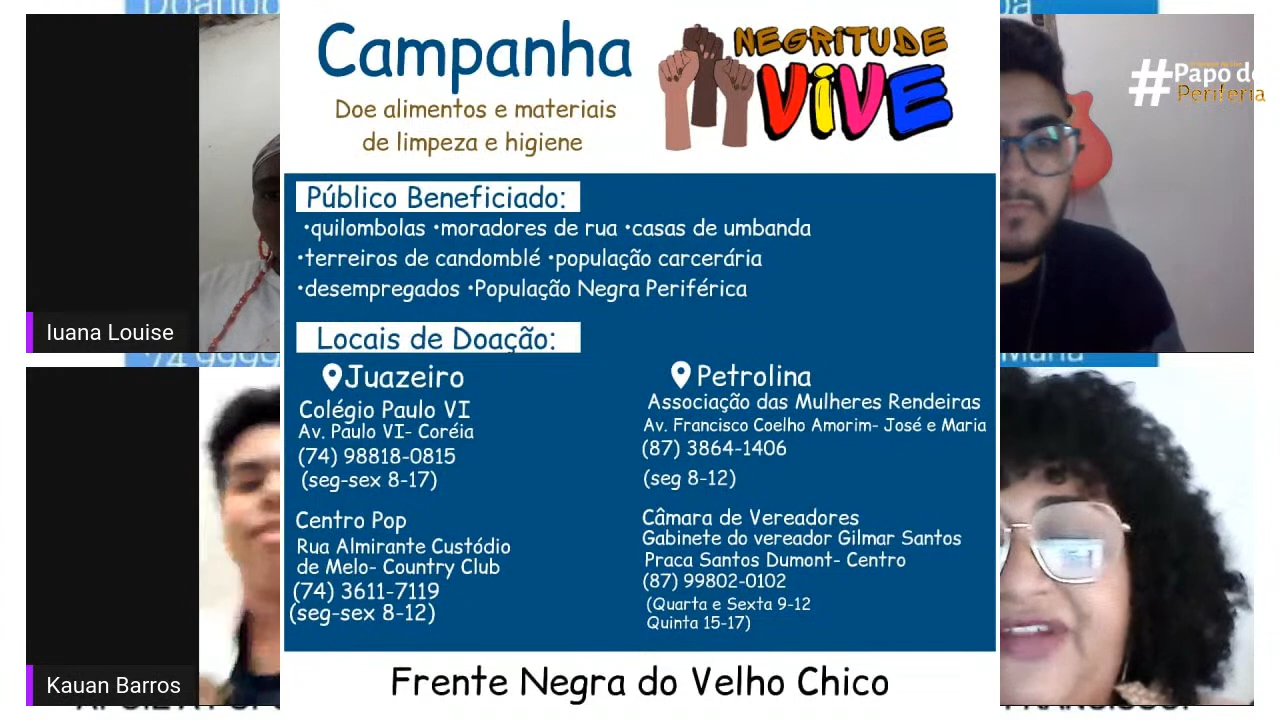 Campanha
NEGRITUDE
VIVE
Doe alimentos e materiais
de limpeza e higiene
#Papo de
Periferia
Público Beneficiado:
•quilombolas •moradores de rua •casas de umbanda
•terreiros de candomblé •população carcerária
•desempregados •População Negra Periférica
Locais de Doação:
Juazeiro
Colégio Paulo VI
Av. Paulo VI- Coréia
(74) 98818-0815
(seg-sex 8-17)
Centro Pop
Rua Almirante Custódio
de Melo- Country Club
(74) 3611-7119
(seg-sex 8-12)
Petrolina
Associação das Mulheres Rendeiras
Av. Francisco Coelho Amorim- José e Maria
(87) 3864-1406
(seg 8-12)
Câmara de Vereadores
Gabinete do vereador Gilmar Santos
Praca Santos Dumont- Centro
(87) 99802-0102
(Quarta e Sexta 9-12
Quinta 15-17)
Frente Negra do Velho Chico
Iuana Louise
Kauan Barros